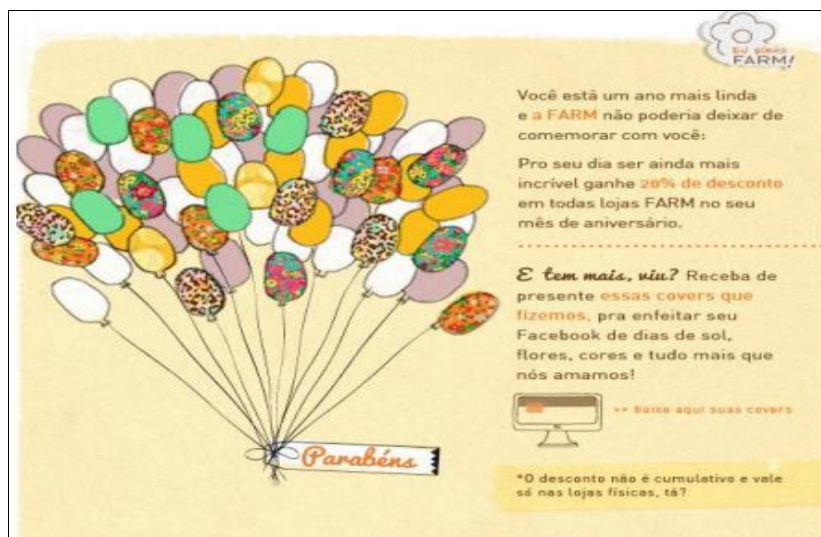 EU QUERO
FARM!
Você está um ano mais linda
e a FARM não poderia deixar de
comemorar com você:
Pro seu dia ser ainda mais
incrível ganhe 20% de desconto
em todas lojas FARM no seu
mês de aniversário.
E tem mais, viu? Receba de
presente essas covers que
fizemos, pra enfeitar seu
Facebook de dias de sol,
flores, cores e tudo mais que
nós amamos!
>> baixe aqui suas covers
Parabéns
*O desconto não é cumulativo e vale
só nas lojas físicas, tá?